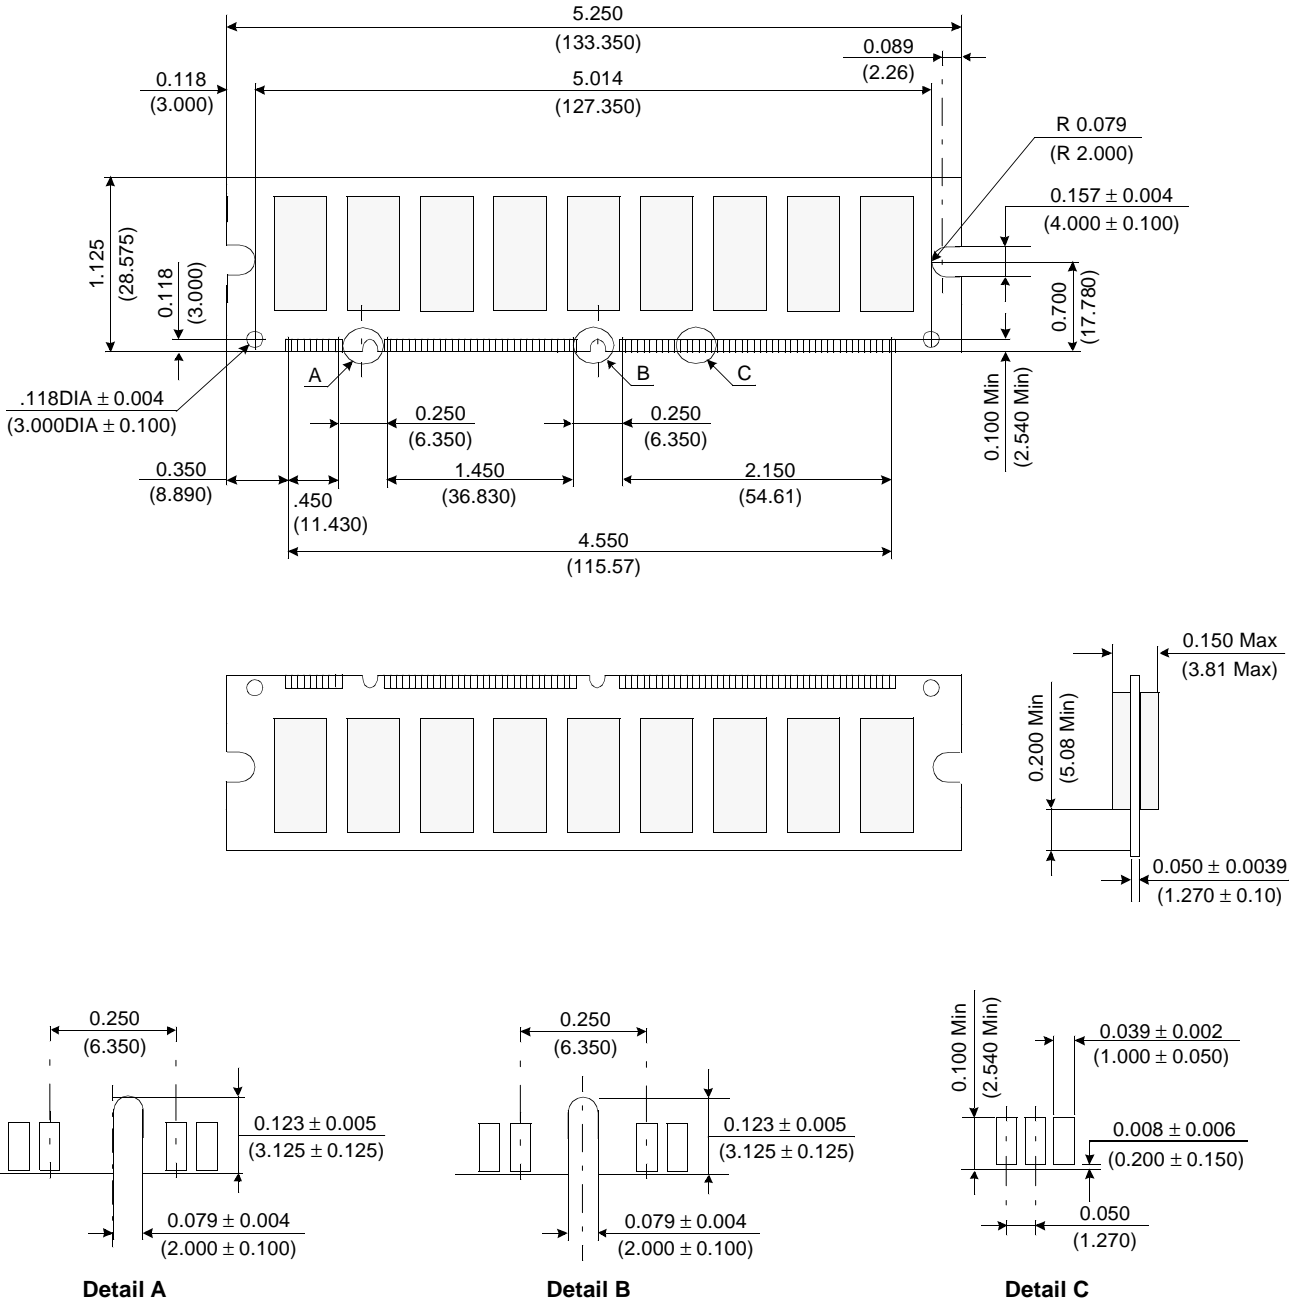 5.250
(133.350)
0.089
(2.26)
0.118
(3.000)
5.014
(127.350)
R 0.079
(R 2.000)
0.157 ± 0.004
(4.000 ± 0.100)
1.125
(28.575)
0.118
(3.000)
0.700
(17.780)
A
B
C
.118DIA ± 0.004
(3.000DIA ± 0.100)
0.250
(6.350)
0.250
(6.350)
0.100 Min
(2.540 Min)
0.350
(8.890)
.450
(11.430)
1.450
(36.830)
2.150
(54.61)
4.550
(115.57)
0.150 Max
(3.81 Max)
0.200 Min
(5.08 Min)
0.050 ± 0.0039
(1.270 ± 0.10)
0.250
(6.350)
0.123 ± 0.005
(3.125 ± 0.125)
0.079 ± 0.004
(2.000 ± 0.100)
Detail A
0.250
(6.350)
0.123 ± 0.005
(3.125 ± 0.125)
0.079 ± 0.004
(2.000 ± 0.100)
Detail B
0.100 Min
(2.540 Min)
0.039 ± 0.002
(1.000 ± 0.050)
0.008 ± 0.006
(0.200 ± 0.150)
0.050
(1.270)
Detail C